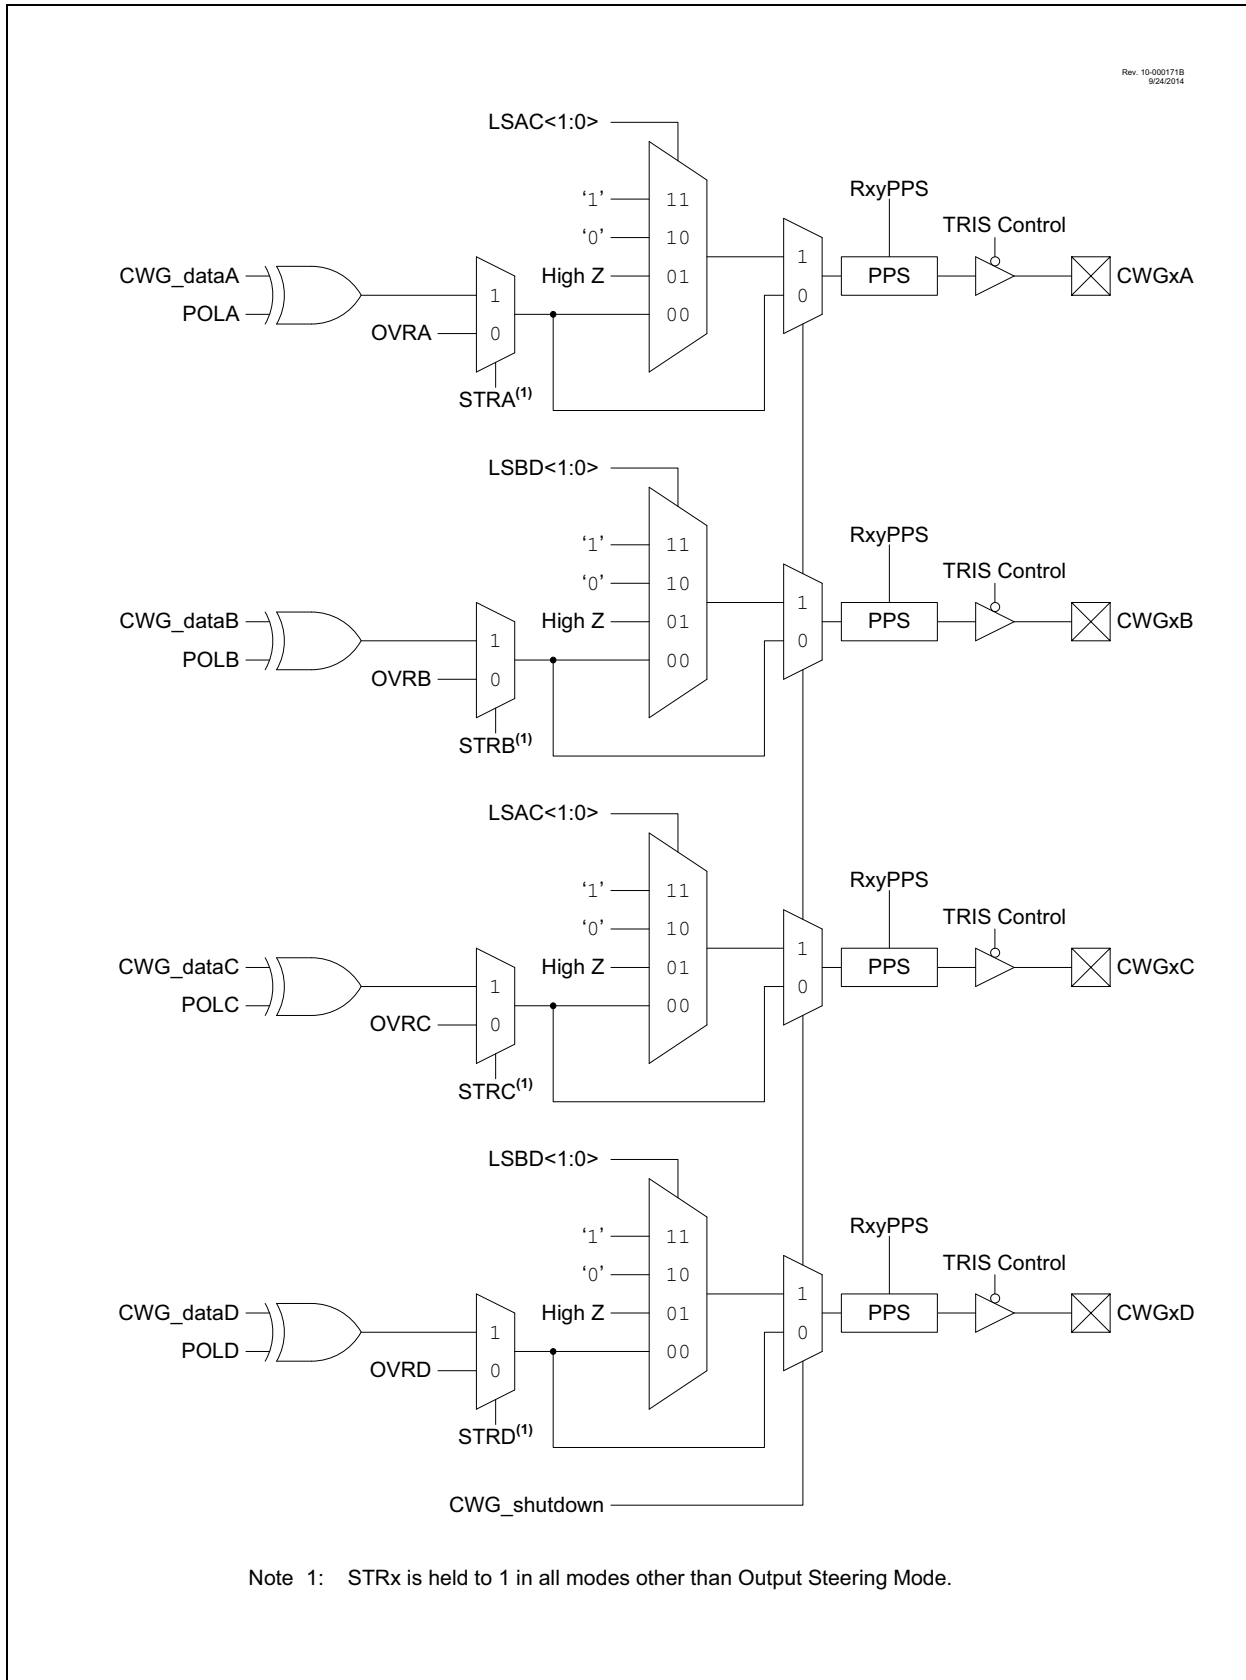 Rev. 10-000171B
9/24/2014
LSAC<1:0>
RxyPPS
TRIS Control
'1'
11
'0'
10
CWG_dataA
High Z
01
1
PPS
CWGxA
POLA
1
00
0
OVRA
0
STRA(1)
LSBD<1:0>
RxyPPS
TRIS Control
'1'
11
'0'
10
CWG_dataB
High Z
01
1
PPS
CWGxB
POLB
1
00
0
OVRB
0
STRB(1)
LSAC<1:0>
RxyPPS
TRIS Control
'1'
11
'0'
10
CWG_dataC
High Z
01
1
PPS
CWGxC
POLC
1
00
0
OVRC
0
STRC(1)
LSBD<1:0>
RxyPPS
TRIS Control
'1'
11
'0'
10
CWG_dataD
High Z
01
1
PPS
CWGxD
POLD
1
00
0
OVRD
0
STRD(1)
CWG_shutdown
Note 1: STRx is held to 1 in all modes other than Output Steering Mode.